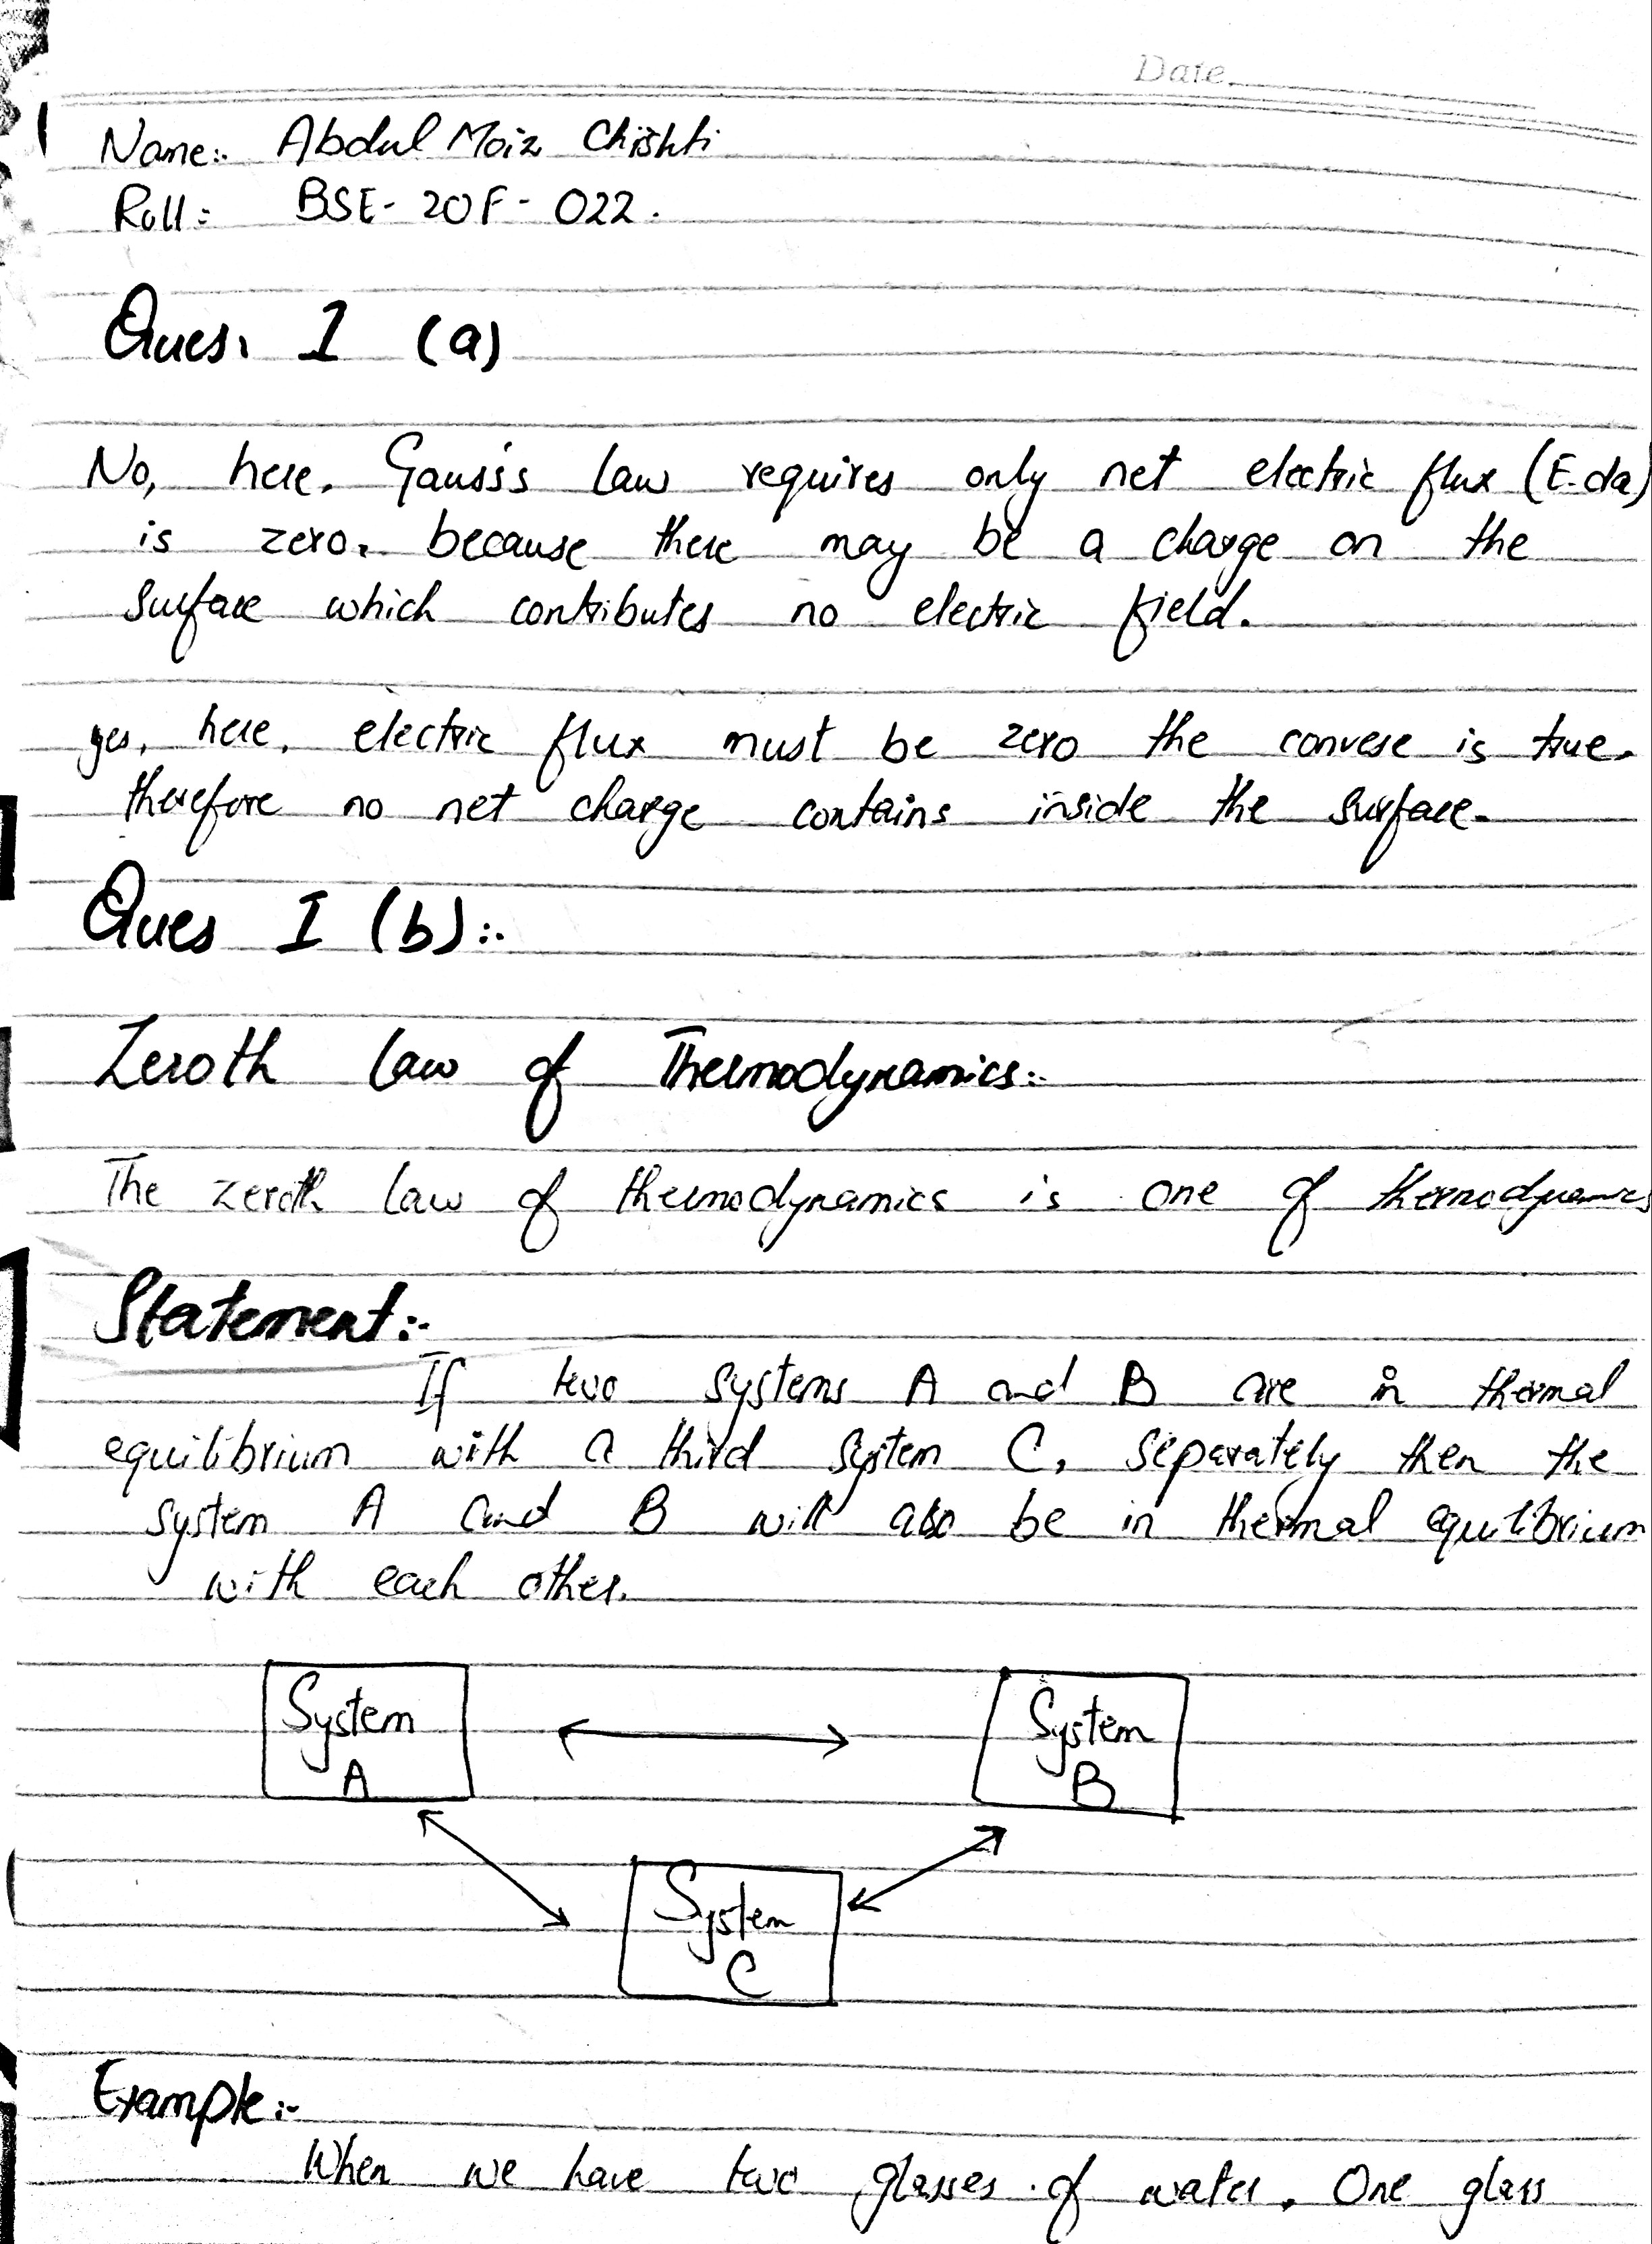 Date
Name:. Abdul Moiz Chishti
Roll: BSE- 20F - 022.
Ques. 1 (a)
No, here. Gauss's law requires only net electric flux (E.da)
is zero. because there may be a charge on the
surface which contributes no electric field.
yes, here. electric flux must be zero the convese is true.
therefore no net charge contains inside the surface.
Ques 1 (b):.
Zeroth law of Thermodynamics:.
The zeroth law of thermodynamics is one of thermodynamics
Statement:-
If two systems A and B are in thermal
equilibrium with a third system C, separately then the
system A and B will also be in thermal equilibrium
with each other.
System A
System B
System C
Example:-
When we have two glasses of water. One glass